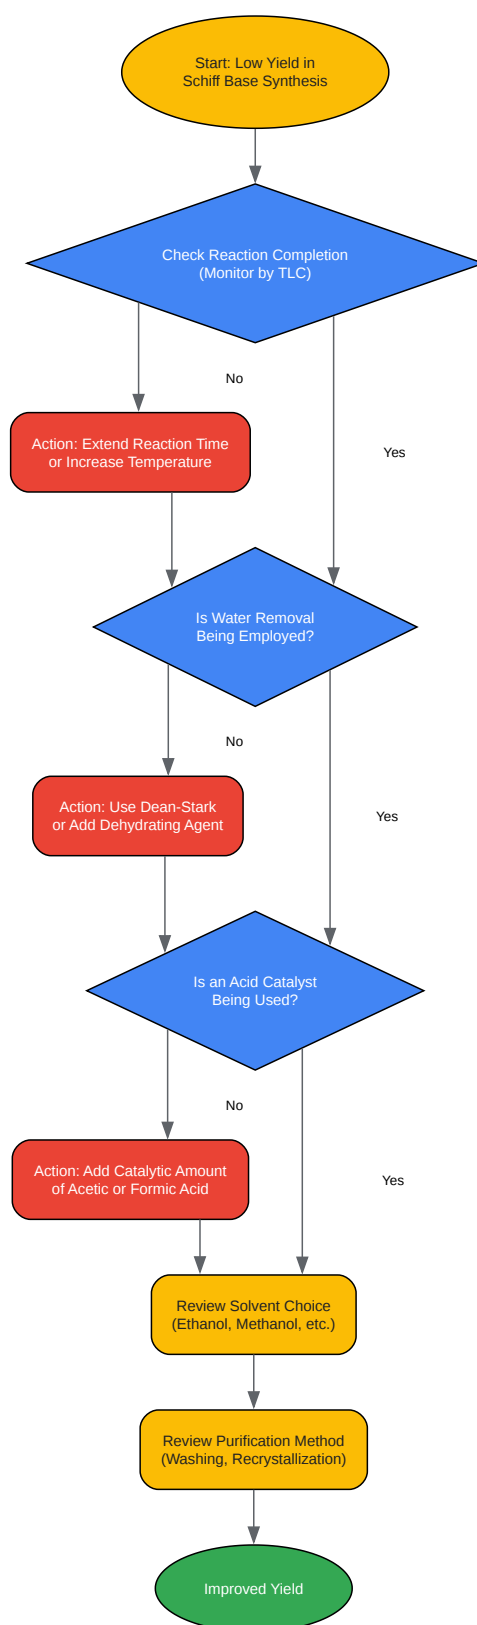 Start: Low Yield in
Schiff Base Synthesis
Check Reaction Completion
(Monitor by TLC)
No
Action: Extend Reaction Time
or Increase Temperature
Yes
Is Water Removal
Being Employed?
No
Action: Use Dean-Stark
or Add Dehydrating Agent
Yes
Is an Acid Catalyst
Being Used?
No
Action: Add Catalytic Amount
of Acetic or Formic Acid
Yes
Review Solvent Choice
(Ethanol, Methanol, etc.)
Review Purification Method
(Washing, Recrystallization)
Improved Yield